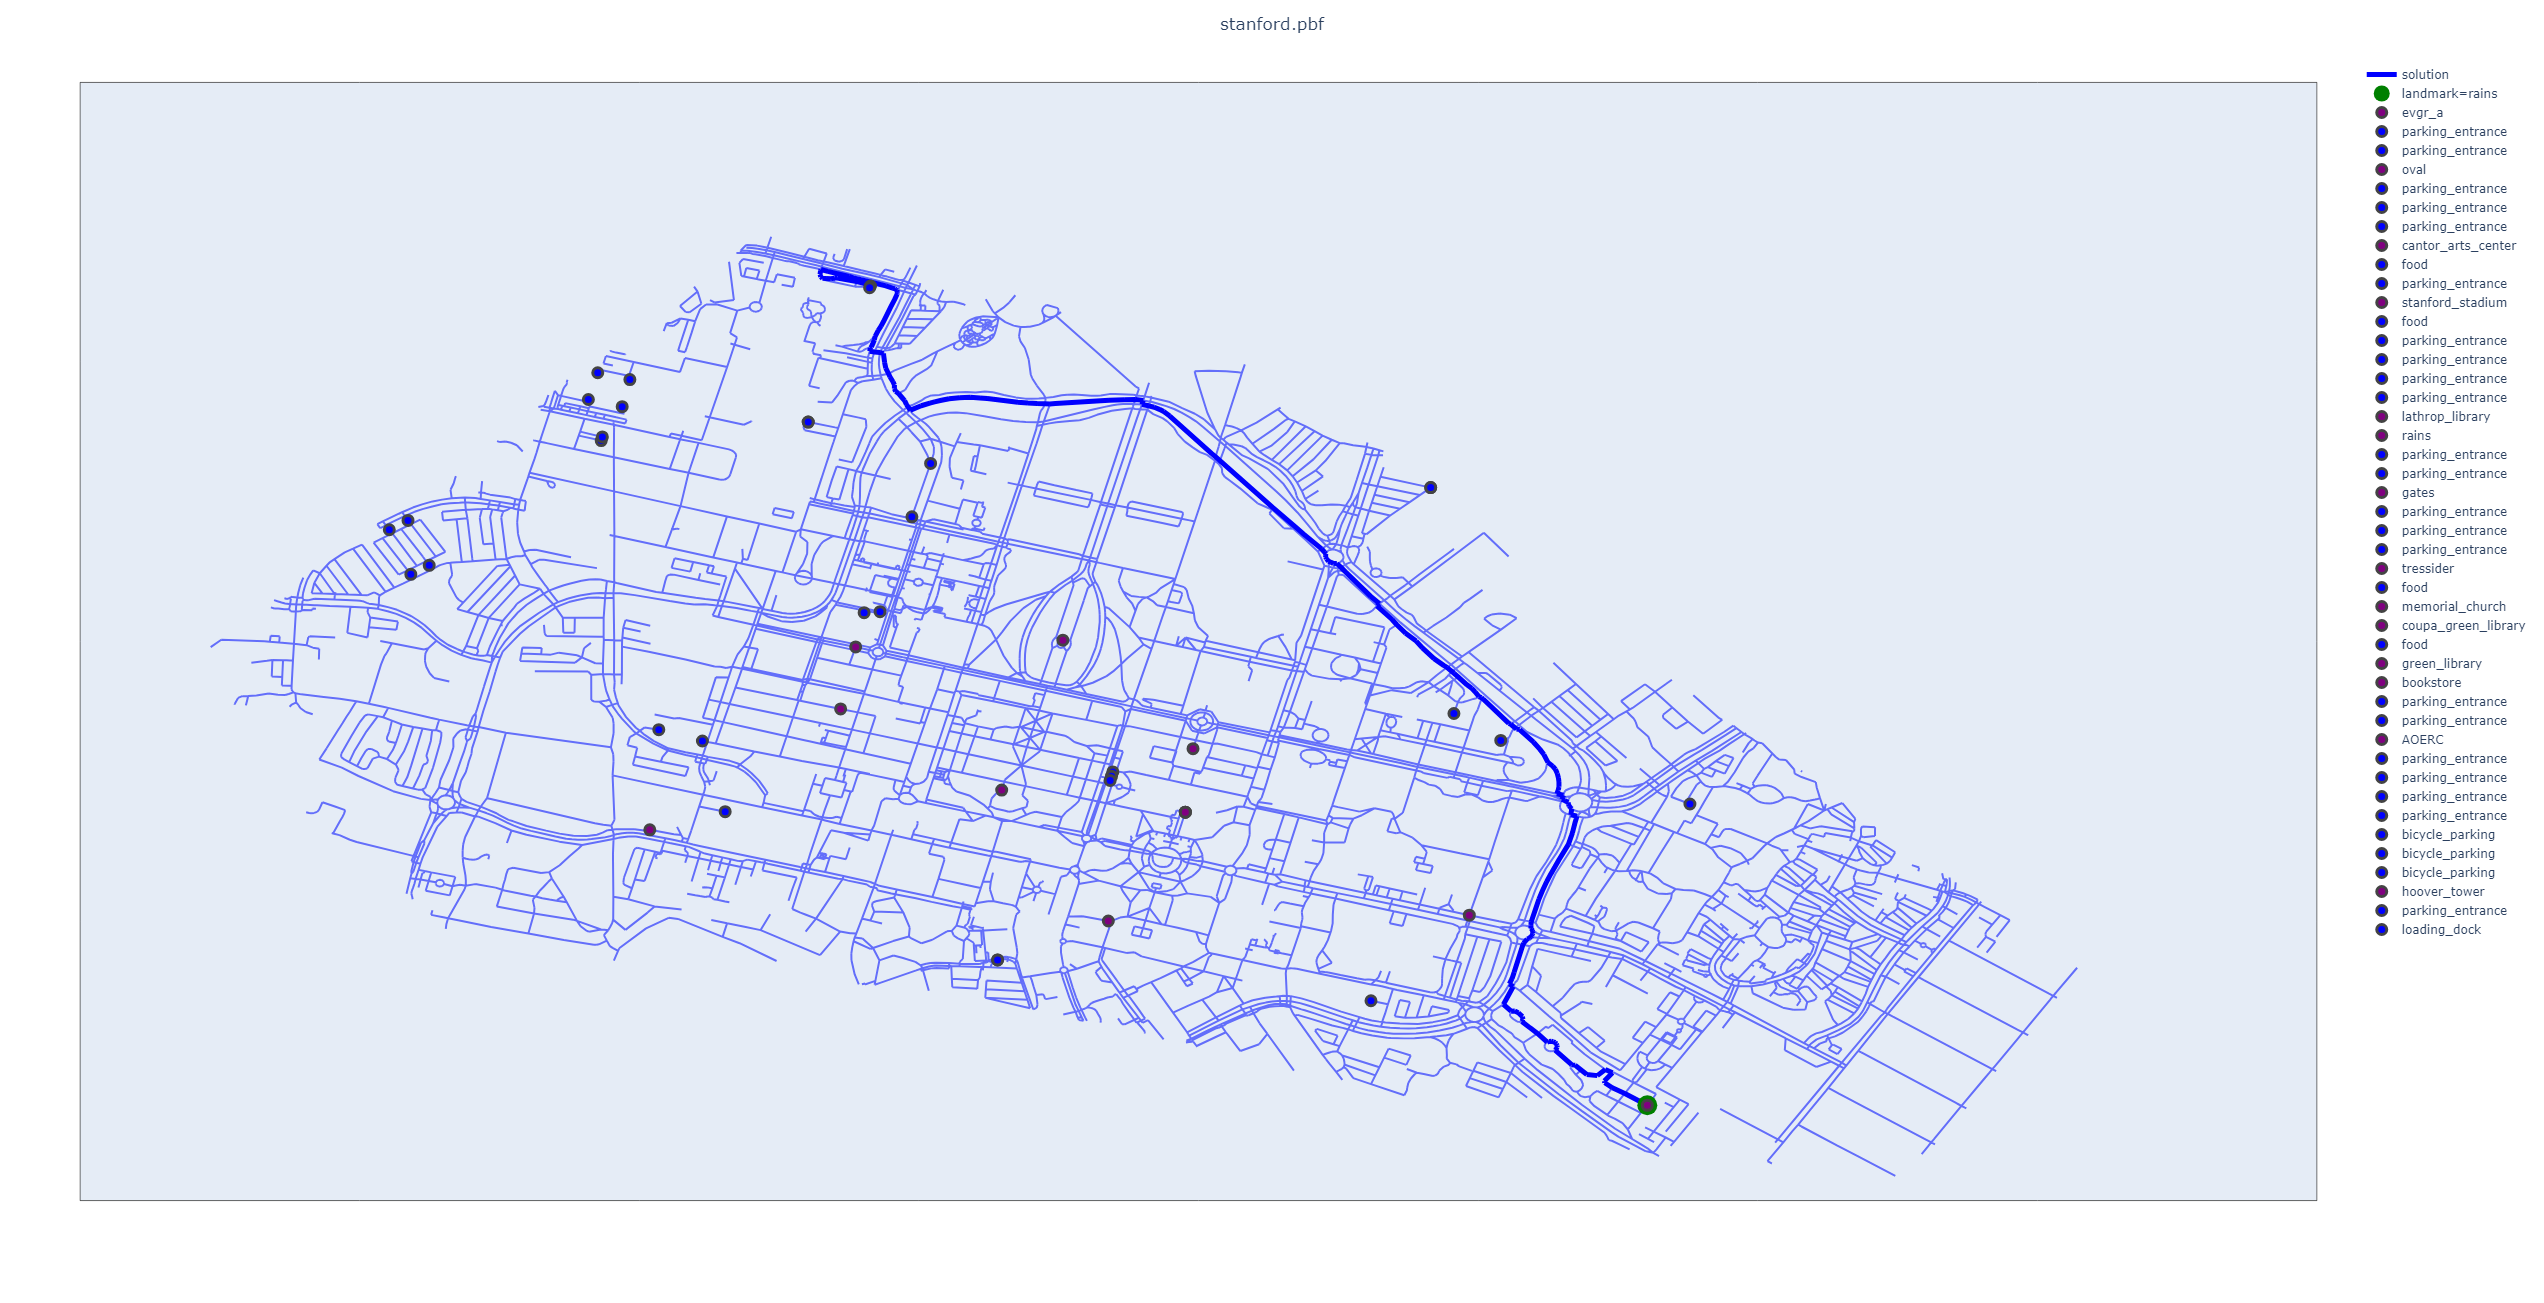 stanford.pbf
solution
landmark=rains
evgr_a
parking_entrance
parking_entrance
oval
parking_entrance
parking_entrance
parking_entrance
cantor_arts_center
food
parking_entrance
stanford_stadium
food
parking_entrance
parking_entrance
parking_entrance
parking_entrance
lathrop_library
rains
parking_entrance
parking_entrance
gates
parking_entrance
parking_entrance
parking_entrance
tressider
food
memorial_church
coupa_green_library
food
green_library
bookstore
parking_entrance
parking_entrance
AOERC
parking_entrance
parking_entrance
parking_entrance
parking_entrance
bicycle_parking
bicycle_parking
bicycle_parking
hoover_tower
parking_entrance
loading_dock